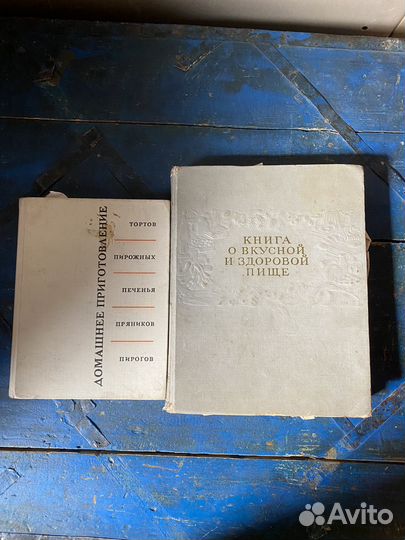 ДОМАШНЕЕ ПРИГОТОВЛЕНИЕ
ТОРТОВ
ПИРОЖНЫХ
ПЕЧЕНЬЯ
ПРЯНИКОВ
ПИРОГОВ
КНИГА
О ВКУСНОЙ
И ЗДОРОВОЙ
ПИЩЕ
Avito